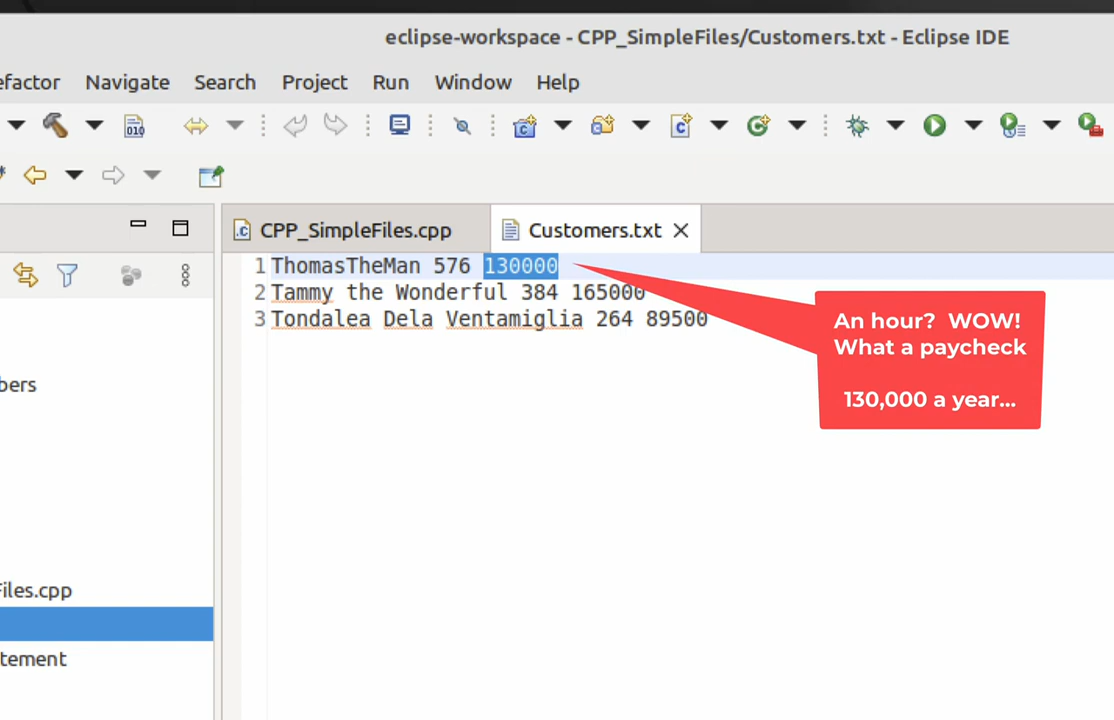 eclipse-workspace - CPP_SimpleFiles/Customers.txt - Eclipse IDE
efactor Navigate Search Project Run Window Help
010
CPP_SimpleFiles.cpp Customers.txt
1 ThomasTheMan 576 130000
2 Tammy the Wonderful 384 165000
3 Tondalea Dela Ventamiglia 264 89500
An hour? WOW!
What a paycheck
130,000 a year...
bers
Files.cpp
tement